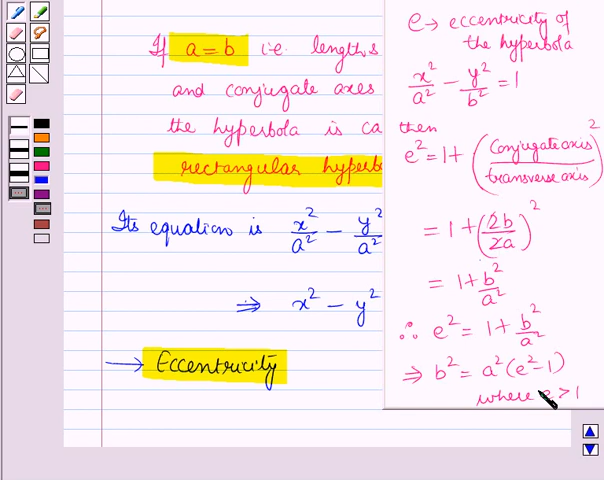 If a = b i.e. lengths
and conjugate axes
the hyperbola is ca
rectangular hyperb
Its equation is x²/a² − y²/a²
⇒ x² − y²
→ Eccentricity
e → eccentricity of
the hyperbola
x²/a² − y²/b² = 1
then
e² = 1 + (conjugate axis/transverse axis)²
= 1 + (2b/2a)²
= 1 + b²/a²
∴ e² = 1 + b²/a²
⇒ b² = a²(e² − 1)
where e > 1